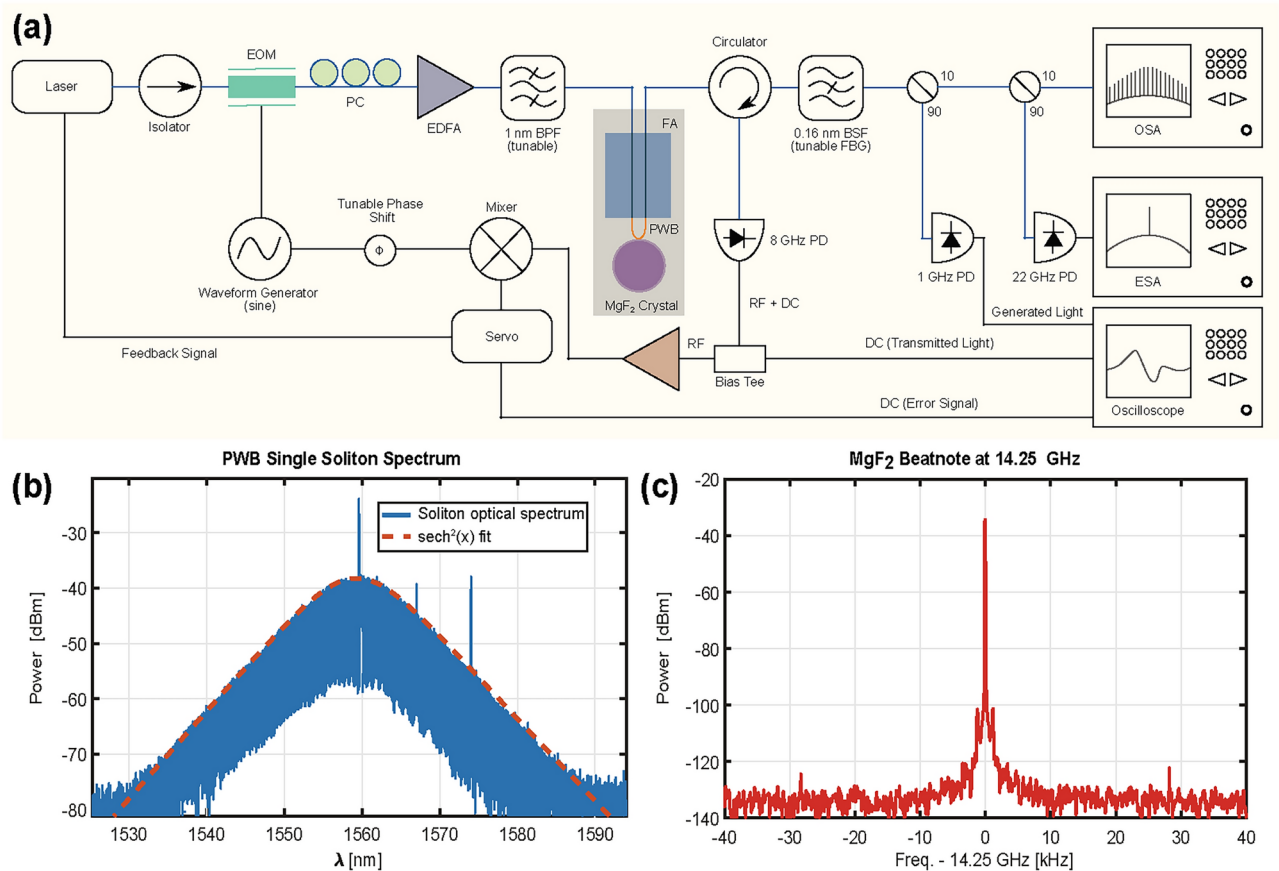 (a)
Laser
Isolator
EOM
PC
EDFA
1 nm BPF
(tunable)
FA
PWB
MgF₂ Crystal
Circulator
0.16 nm BSF
(tunable FBG)
10
90
10
90
OSA
Waveform Generator
(sine)
Tunable Phase
Shift
Φ
Mixer
8 GHz PD
1 GHz PD
22 GHz PD
ESA
RF + DC
Generated Light
Servo
Feedback Signal
RF
Bias Tee
DC (Transmitted Light)
DC (Error Signal)
Oscilloscope
(b)
PWB Single Soliton Spectrum
Soliton optical spectrum
sech²(x) fit
Power [dBm]
-30
-40
-50
-60
-70
-80
1530 1540 1550 1560 1570 1580 1590
λ [nm]
(c)
MgF₂ Beatnote at 14.25 GHz
Power [dBm]
-20
-40
-60
-80
-100
-120
-140
-40 -30 -20 -10 0 10 20 30 40
Freq. - 14.25 GHz [kHz]